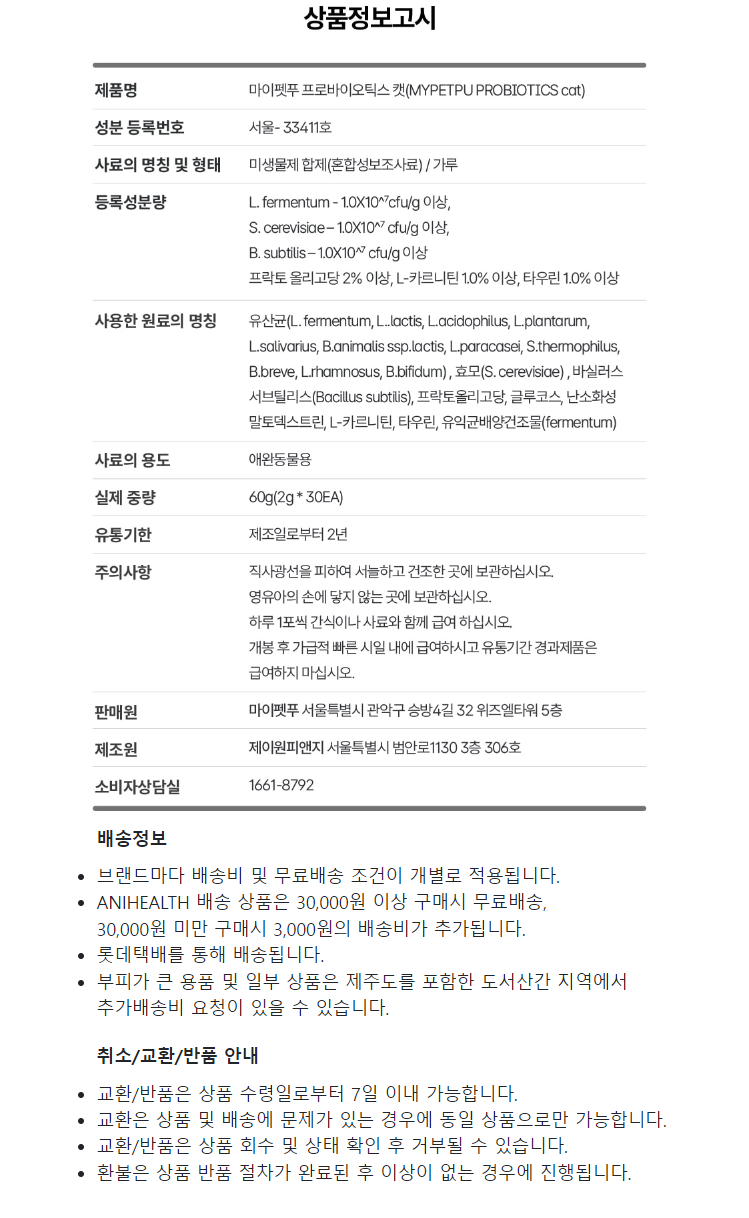 상품정보고시
제품명 마이펫푸 프로바이오틱스 캣(MYPETPU PROBIOTICS cat)
성분 등록번호 서울- 33411호
사료의 명칭 및 형태 미생물제 합제(혼합성보조사료) / 가루
등록성분량 L. fermentum - 1.0X10^⁷cfu/g 이상,
S. cerevisiae – 1.0X10^⁷ cfu/g 이상,
B. subtilis – 1.0X10^⁷ cfu/g 이상
프락토 올리고당 2% 이상, L-카르니틴 1.0% 이상, 타우린 1.0% 이상
사용한 원료의 명칭 유산균(L. fermentum, L..lactis, L.acidophilus, L.plantarum,
L.salivarius, B.animalis ssp.lactis, L.paracasei, S.thermophilus,
B.breve, L.rhamnosus, B.bifidum) , 효모(S. cerevisiae) , 바실러스
서브틸리스(Bacillus subtilis), 프락토올리고당, 글루코스, 난소화성
말토덱스트린, L-카르니틴, 타우린, 유익균배양건조물(fermentum)
사료의 용도 애완동물용
실제 중량 60g(2g * 30EA)
유통기한 제조일로부터 2년
주의사항 직사광선을 피하여 서늘하고 건조한 곳에 보관하십시오.
영유아의 손에 닿지 않는 곳에 보관하십시오.
하루 1포씩 간식이나 사료와 함께 급여 하십시오.
개봉 후 가급적 빠른 시일 내에 급여하시고 유통기간 경과제품은
급여하지 마십시오.
판매원 마이펫푸 서울특별시 관악구 승방4길 32 위즈엘타워 5층
제조원 제이원피앤지 서울특별시 범안로1130 3층 306호
소비자상담실 1661-8792
배송정보
• 브랜드마다 배송비 및 무료배송 조건이 개별로 적용됩니다.
• ANIHEALTH 배송 상품은 30,000원 이상 구매시 무료배송,
30,000원 미만 구매시 3,000원의 배송비가 추가됩니다.
• 롯데택배를 통해 배송됩니다.
• 부피가 큰 용품 및 일부 상품은 제주도를 포함한 도서산간 지역에서
추가배송비 요청이 있을 수 있습니다.
취소/교환/반품 안내
• 교환/반품은 상품 수령일로부터 7일 이내 가능합니다.
• 교환은 상품 및 배송에 문제가 있는 경우에 동일 상품으로만 가능합니다.
• 교환/반품은 상품 회수 및 상태 확인 후 거부될 수 있습니다.
• 환불은 상품 반품 절차가 완료된 후 이상이 없는 경우에 진행됩니다.